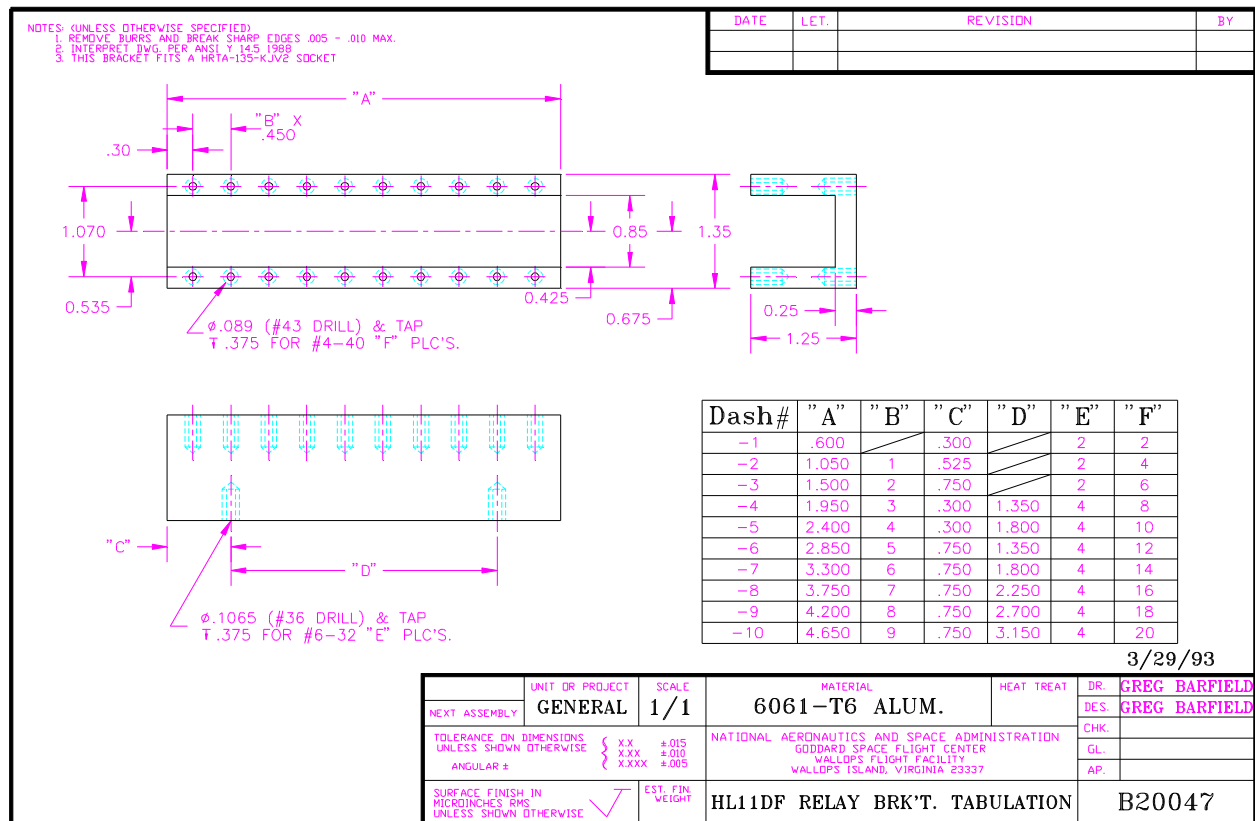 NOTES: (UNLESS OTHERWISE SPECIFIED)
1. REMOVE BURRS AND BREAK SHARP EDGES .005 - .010 MAX.
2. INTERPRET DWG. PER ANSI Y 14.5 1988
3. THIS BRACKET FITS A HRTA-135-KJV2 SOCKET
DATE LET. REVISION BY
"A"
"B" X
.450
.30
1.070
0.535
0.85
0.425
1.35
0.675
0.25
1.25
ø.089 (#43 DRILL) & TAP
↧.375 FOR #4-40 "F" PLC'S.
"C"
"D"
ø.1065 (#36 DRILL) & TAP
↧.375 FOR #6-32 "E" PLC'S.
Dash# "A" "B" "C" "D" "E" "F"
-1 .600 .300 2 2
-2 1.050 1 .525 2 4
-3 1.500 2 .750 2 6
-4 1.950 3 .300 1.350 4 8
-5 2.400 4 .300 1.800 4 10
-6 2.850 5 .750 1.350 4 12
-7 3.300 6 .750 1.800 4 14
-8 3.750 7 .750 2.250 4 16
-9 4.200 8 .750 2.700 4 18
-10 4.650 9 .750 3.150 4 20
3/29/93
NEXT ASSEMBLY
UNIT OR PROJECT
GENERAL
SCALE
1/1
MATERIAL
6061-T6 ALUM.
HEAT TREAT
DR. GREG BARFIELD
DES. GREG BARFIELD
CHK.
GL.
AP.
TOLERANCE ON DIMENSIONS
UNLESS SHOWN OTHERWISE
X.X ±.015
X.XX ±.010
X.XXX ±.005
ANGULAR ±
NATIONAL AERONAUTICS AND SPACE ADMINISTRATION
GODDARD SPACE FLIGHT CENTER
WALLOPS FLIGHT FACILITY
WALLOPS ISLAND, VIRGINIA 23337
SURFACE FINISH IN
MICROINCHES RMS
UNLESS SHOWN OTHERWISE
EST. FIN.
WEIGHT
HL11DF RELAY BRK'T. TABULATION
B20047